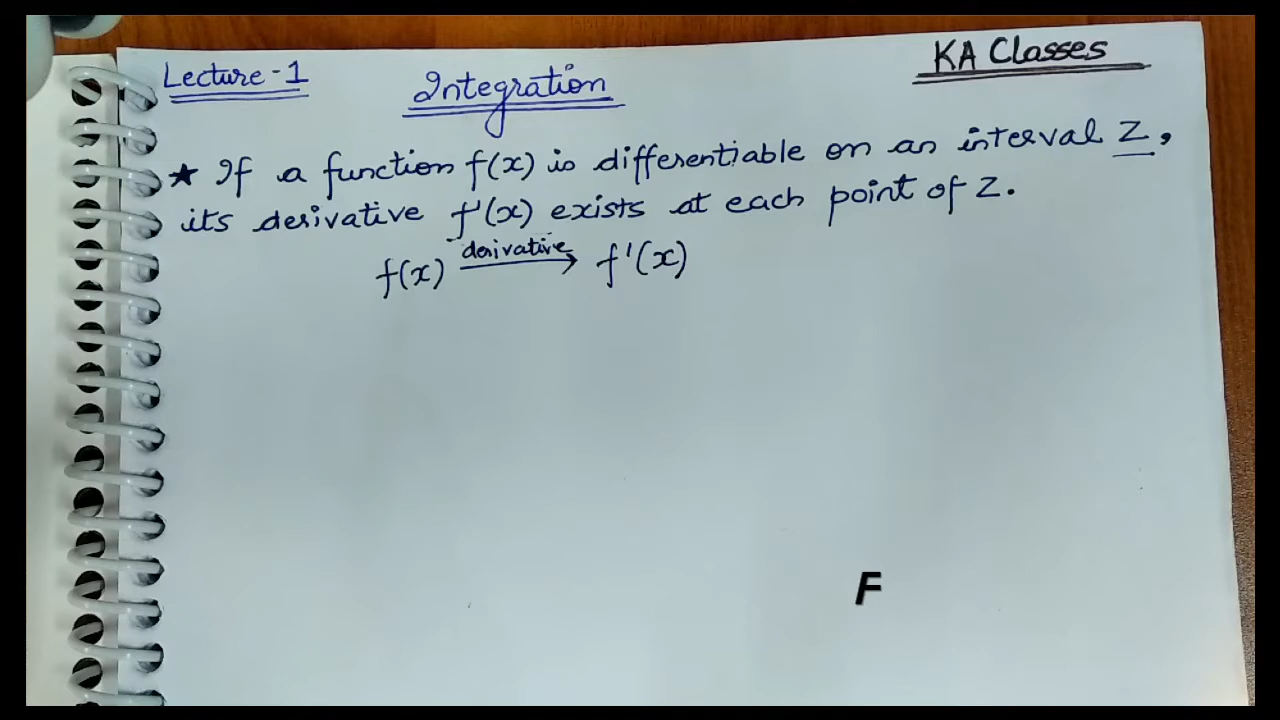 Lecture-1
Integration
KA Classes
★ If a function f(x) is differentiable on an interval Z,
its derivative f'(x) exists at each point of Z.
f(x) derivative→ f'(x)
F